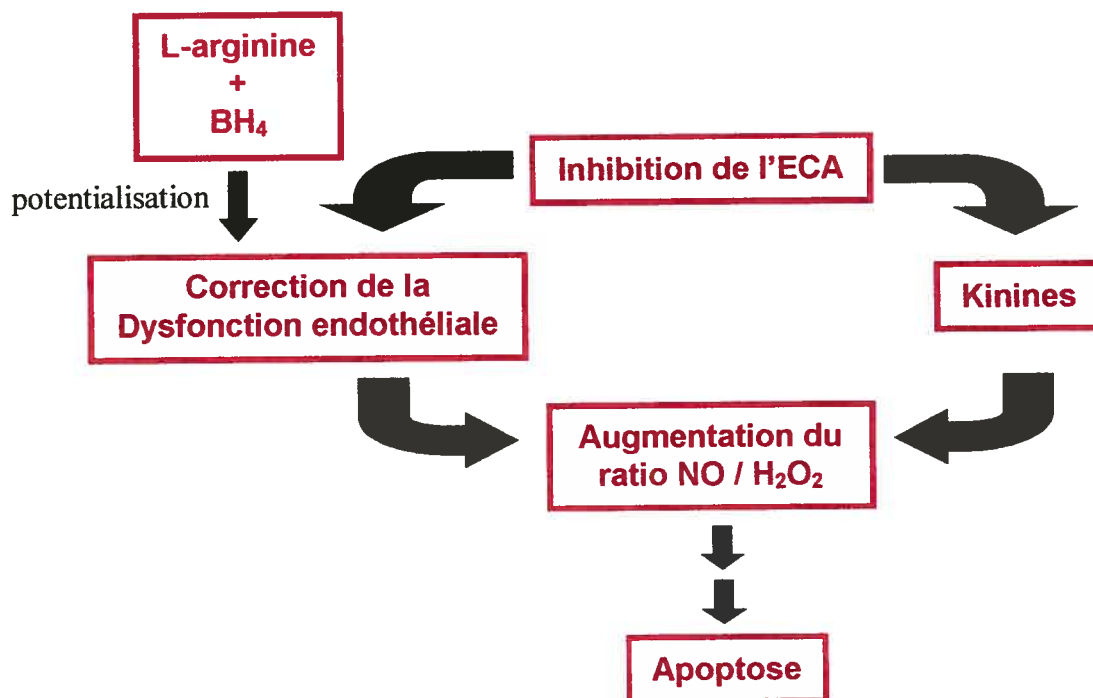 L-arginine
+
BH₄
potentialisation
Inhibition de l'ECA
Correction de la
Dysfonction endothéliale
Kinines
Augmentation du
ratio NO / H₂O₂
Apoptose